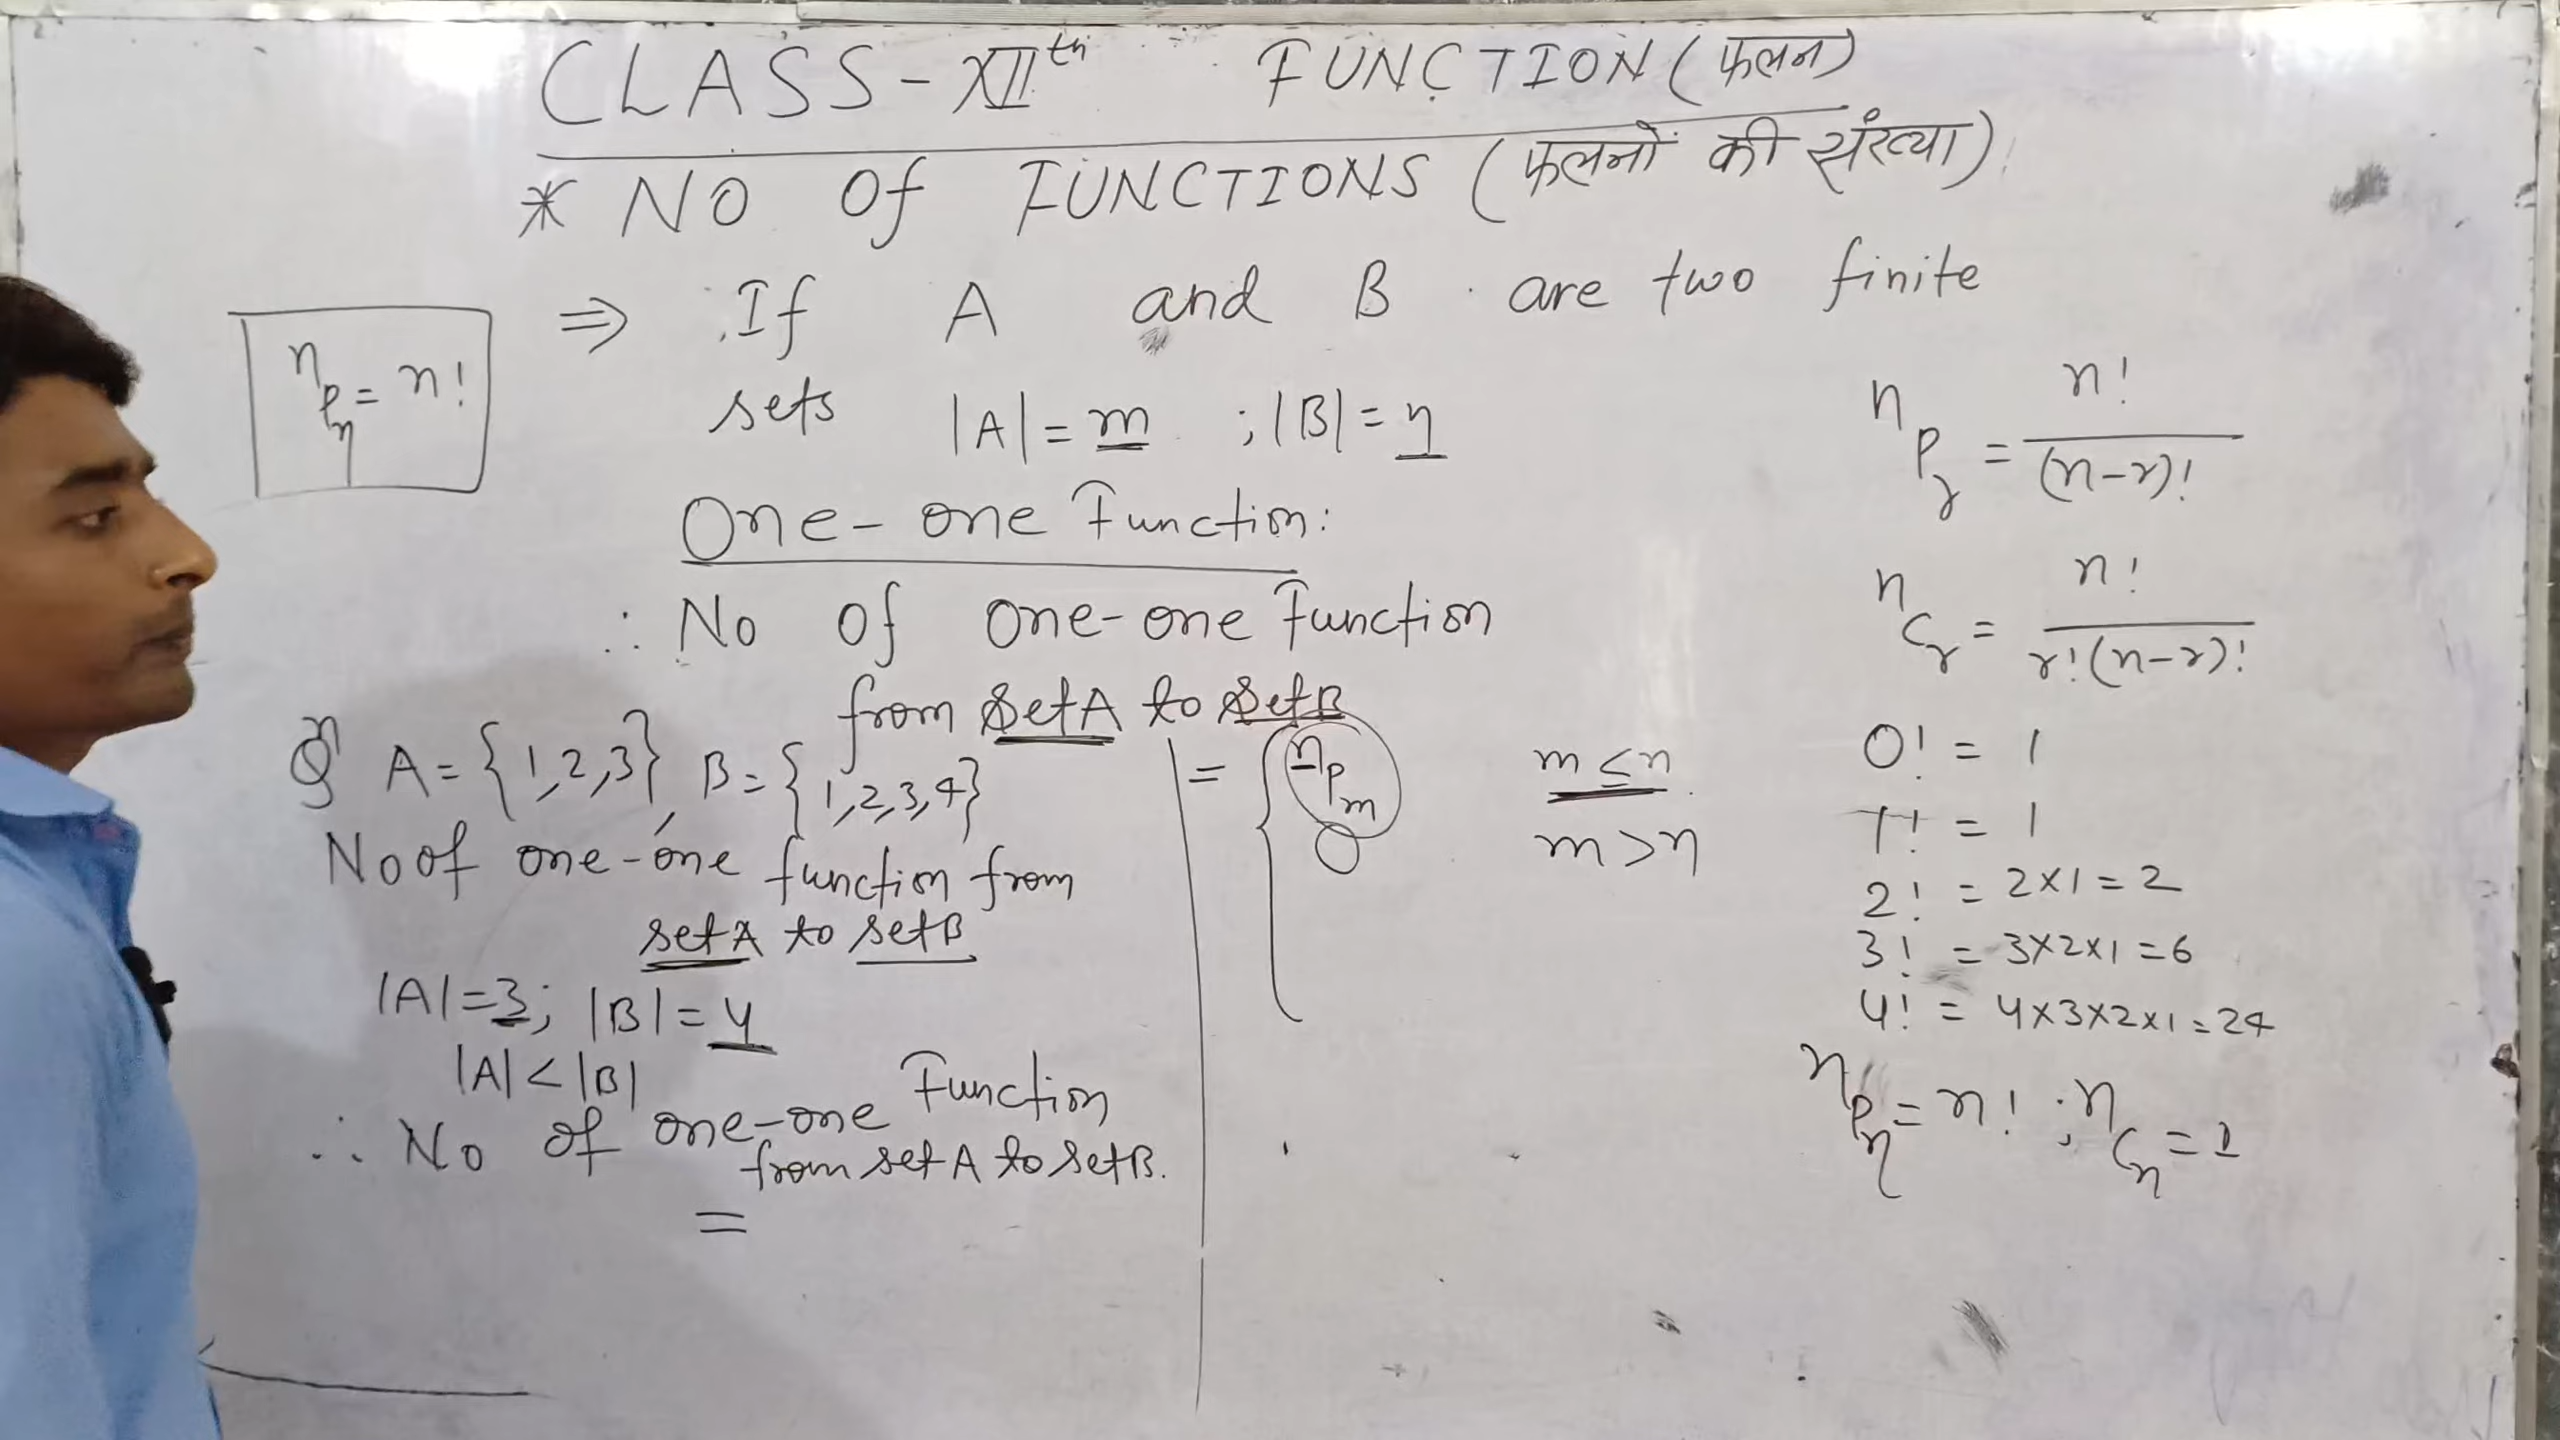 CLASS-XIIth FUNCTION (फलन)
* NO Of FUNCTIONS (फलनों की संख्या)
⇒ If A and B are two finite
sets |A| = m ; |B| = n
One-one Function:
∴ No Of One-one Function
from set A to set B
= { nPm m ≤ n
0 m > n
nPn = n!
Qn A = {1,2,3}, B = {1,2,3,4}
No of one-one function from
set A to set B
|A| = 3; |B| = 4
|A| < |B|
∴ No of one-one Function
from set A to set B.
=
nPr = n! / (n-r)!
nCr = n! / r!(n-r)!
0! = 1
1! = 1
2! = 2×1 = 2
3! = 3×2×1 = 6
4! = 4×3×2×1 = 24
nPn = n! ; nCn = 1